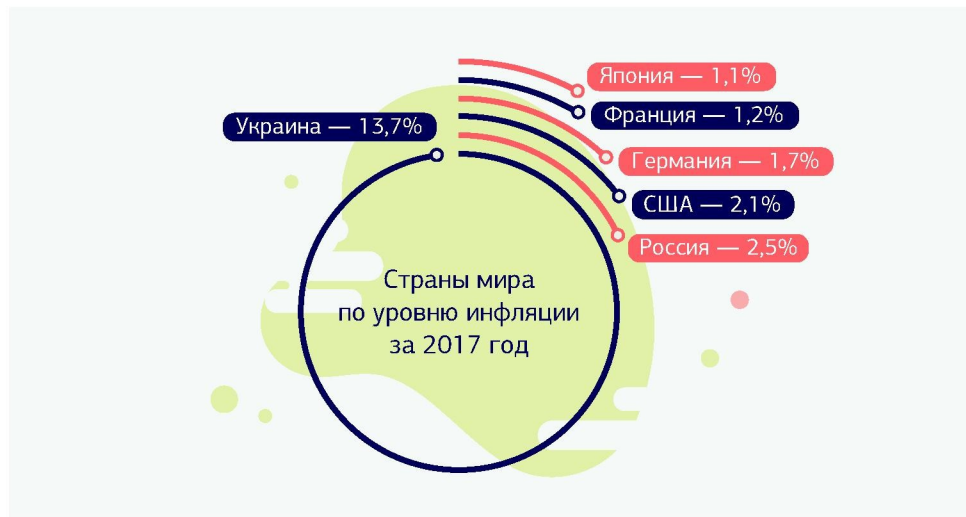 Япония — 1,1%
Франция — 1,2%
Украина — 13,7%
Германия — 1,7%
США — 2,1%
Россия — 2,5%
Страны мира
по уровню инфляции
за 2017 год